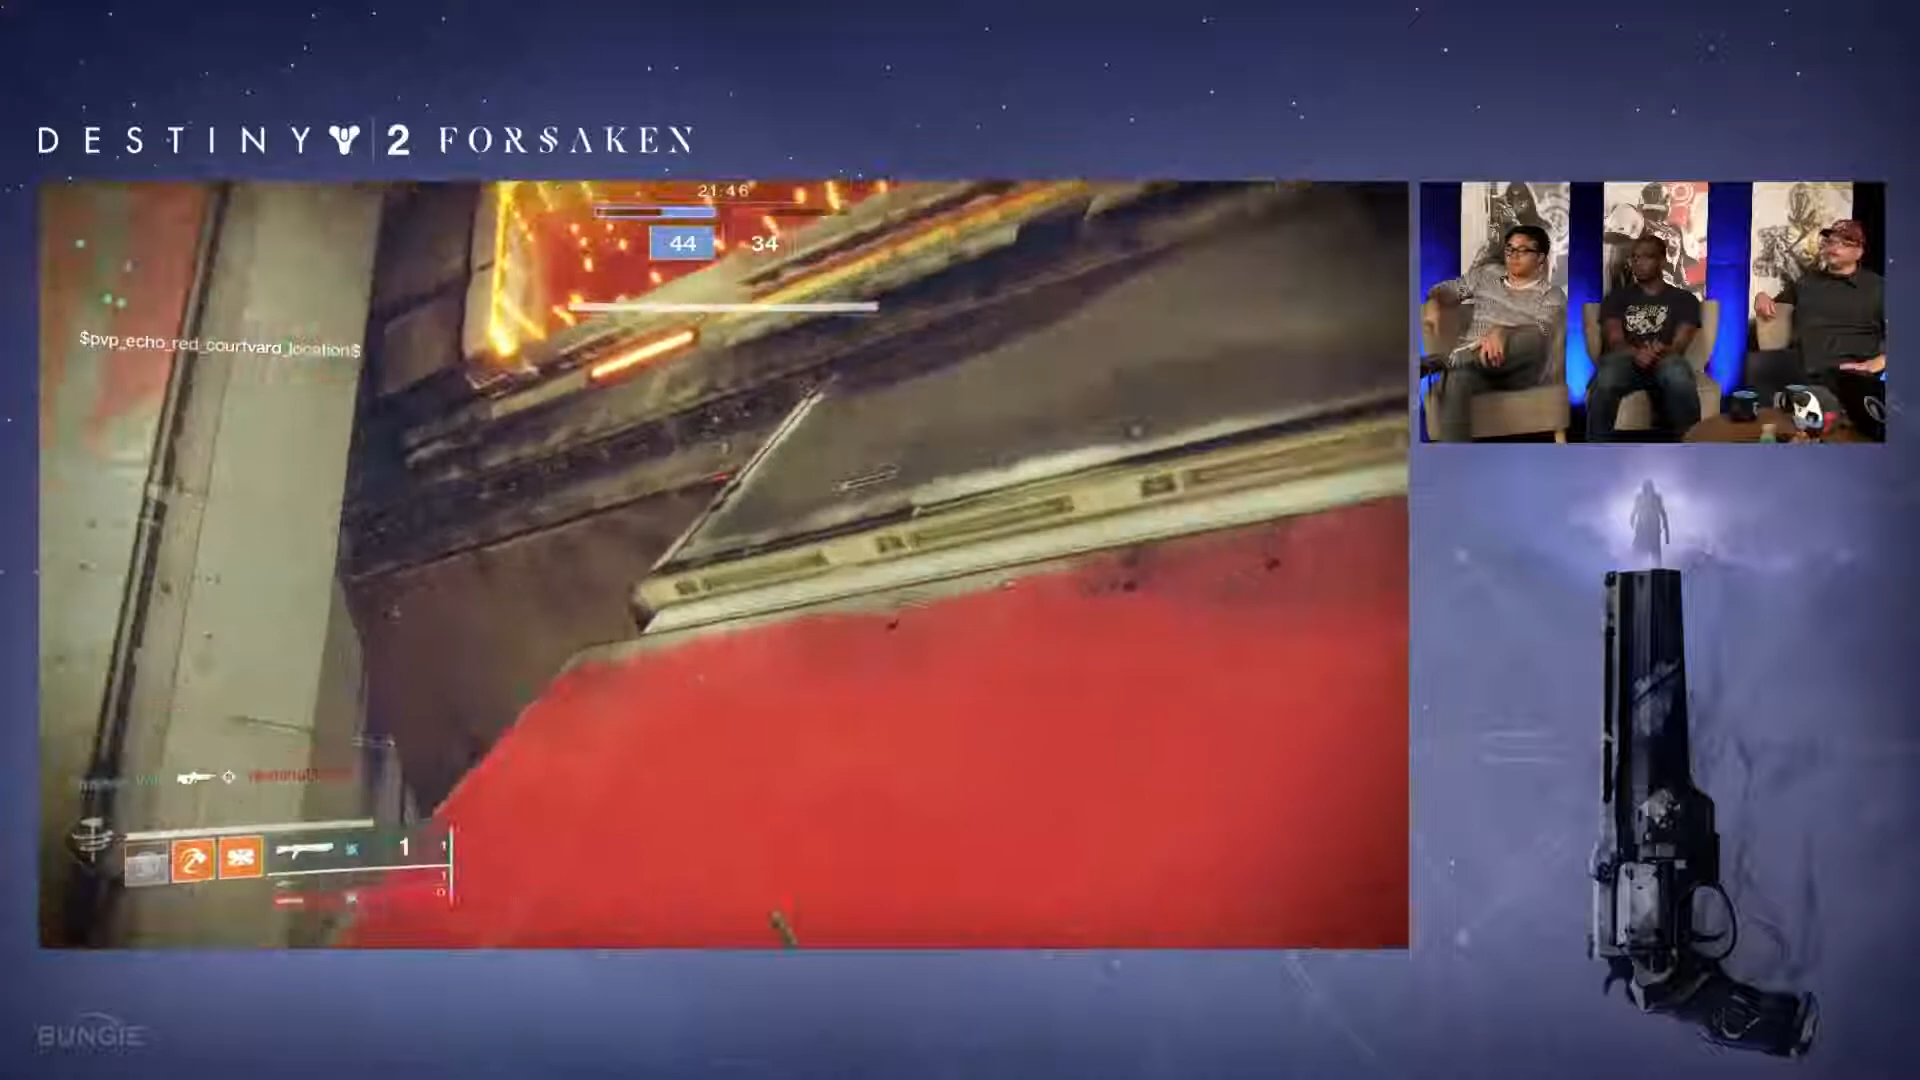 DESTINY 2 FORSAKEN
21:46
44 34
$pvp_echo_red_courtyard_location$
1
BUNGIE